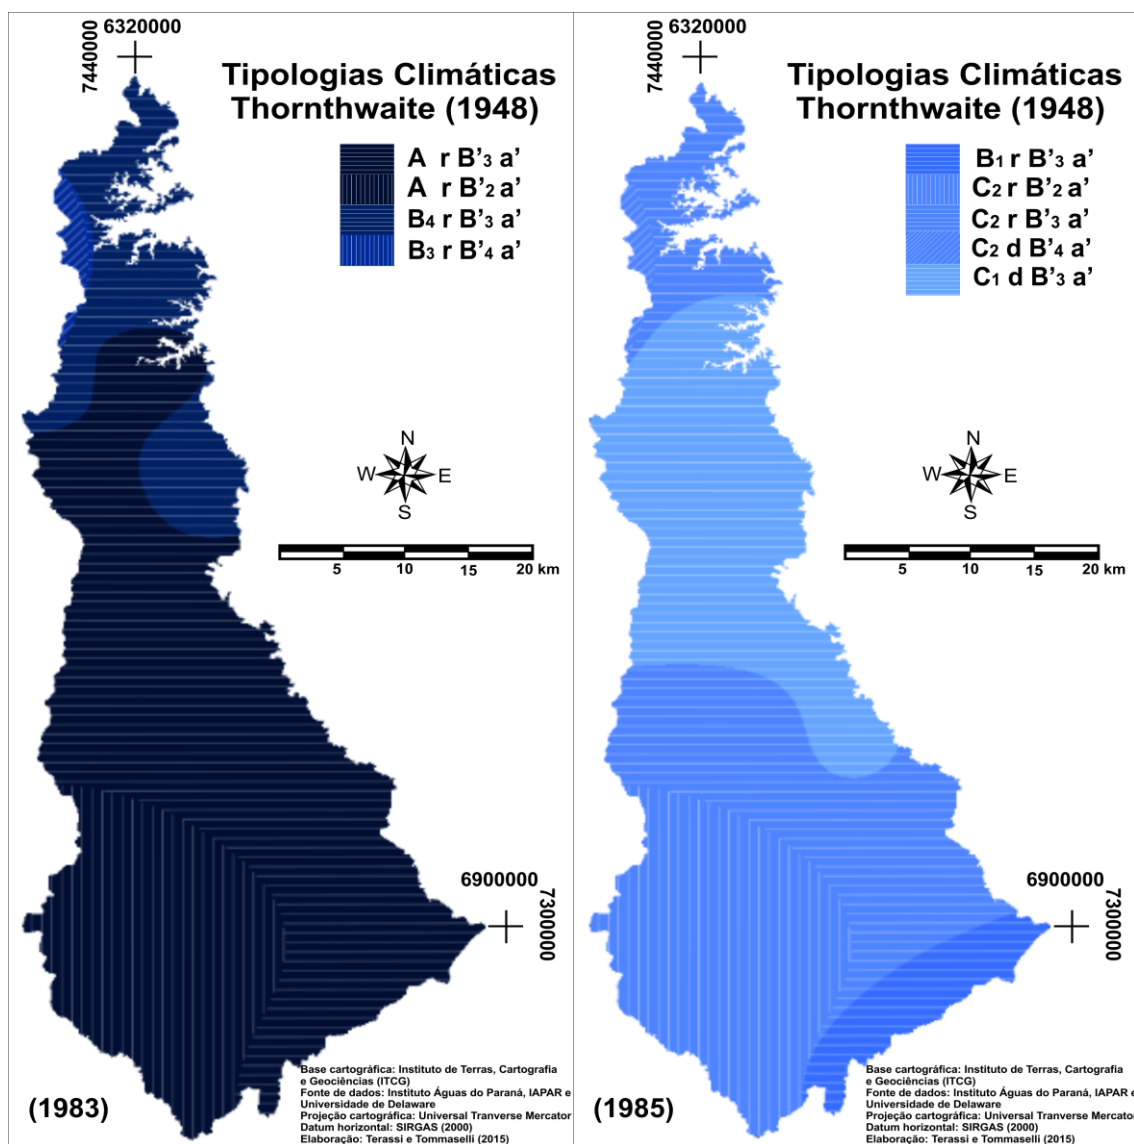 6320000
7440000
Tipologias Climáticas
Thornthwaite (1948)
A r B’3 a’
A r B’2 a’
B4 r B’3 a’
B3 r B’4 a’
N
W E
S
5 10 15 20 km
6900000
7300000
Base cartográfica: Instituto de Terras, Cartografia
e Geociências (ITCG)
Fonte de dados: Instituto Águas do Paraná, IAPAR e
Universidade de Delaware
Projeção cartográfica: Universal Tranverse Mercator
Datum horizontal: SIRGAS (2000)
Elaboração: Terassi e Tommaselli (2015)
(1983)
6320000
7440000
Tipologias Climáticas
Thornthwaite (1948)
B1 r B’3 a’
C2 r B’2 a’
C2 r B’3 a’
C2 d B’4 a’
C1 d B’3 a’
N
W E
S
5 10 15 20 km
6900000
7300000
Base cartográfica: Instituto de Terras, Cartografia
e Geociências (ITCG)
Fonte de dados: Instituto Águas do Paraná, IAPAR e
Universidade de Delaware
Projeção cartográfica: Universal Tranverse Mercator
Datum horizontal: SIRGAS (2000)
Elaboração: Terassi e Tommaselli (2015)
(1985)